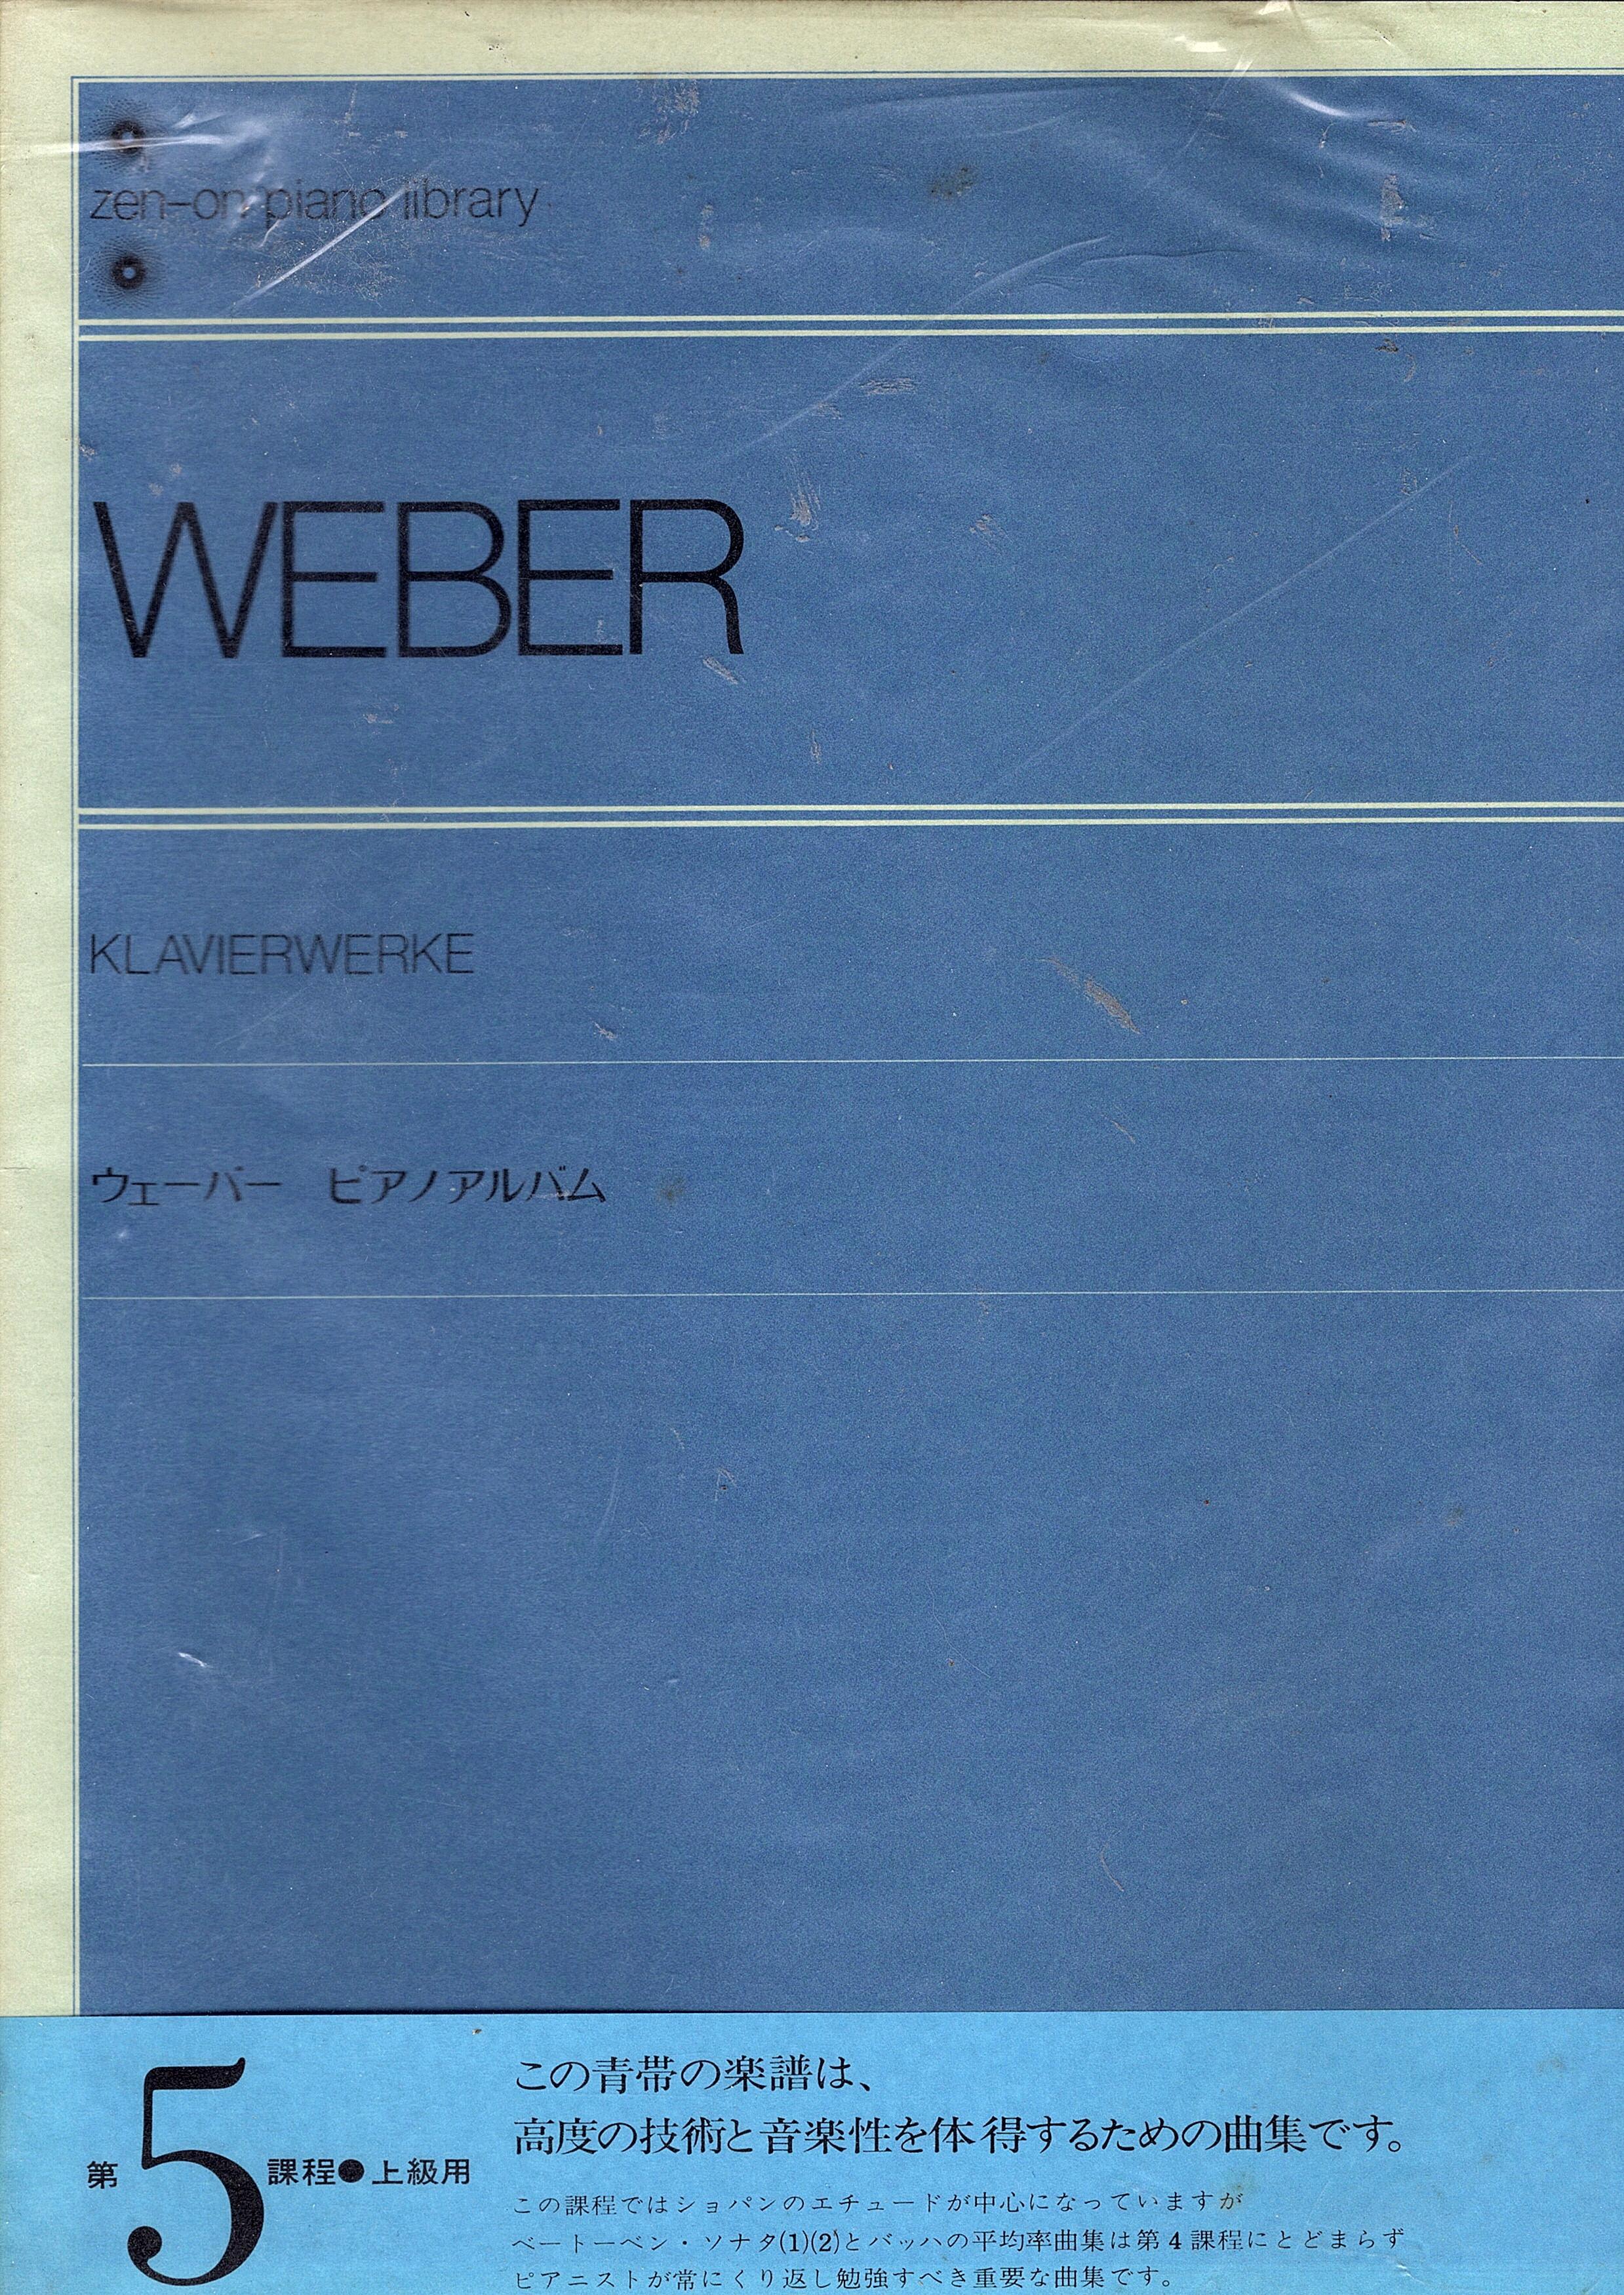 zen-on piano library
WEBER
KLAVIERWERKE
ウェーバー ピアノアルバム
第5課程●上級用
この青帯の楽譜は、
高度の技術と音楽性を体得するための曲集です。
この課程ではショパンのエチュードが中心になっていますが
ベートーベン・ソナタ(1)(2)とバッハの平均率曲集は第4課程にとどまらず
ピアニストが常にくり返し勉強すべき重要な曲集です。